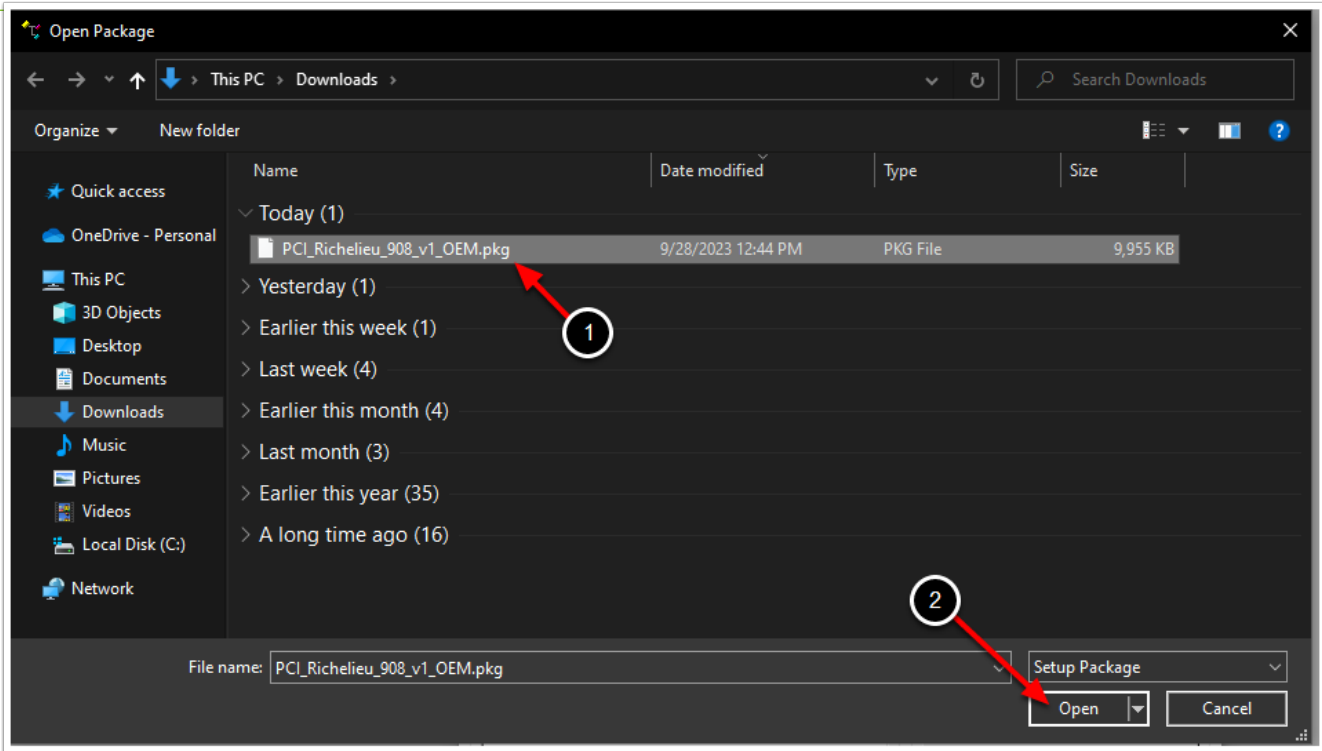 Open Package
This PC > Downloads >
Search Downloads
Organize
New folder
Name
Date modified
Type
Size
Quick access
OneDrive - Personal
This PC
3D Objects
Desktop
Documents
Downloads
Music
Pictures
Videos
Local Disk (C:)
Network
Today (1)
PCI_Richelieu_908_v1_OEM.pkg 9/28/2023 12:44 PM PKG File 9,955 KB
Yesterday (1)
1
Earlier this week (1)
Last week (4)
Earlier this month (4)
Last month (3)
Earlier this year (35)
A long time ago (16)
2
File name: PCI_Richelieu_908_v1_OEM.pkg
Setup Package
Open
Cancel